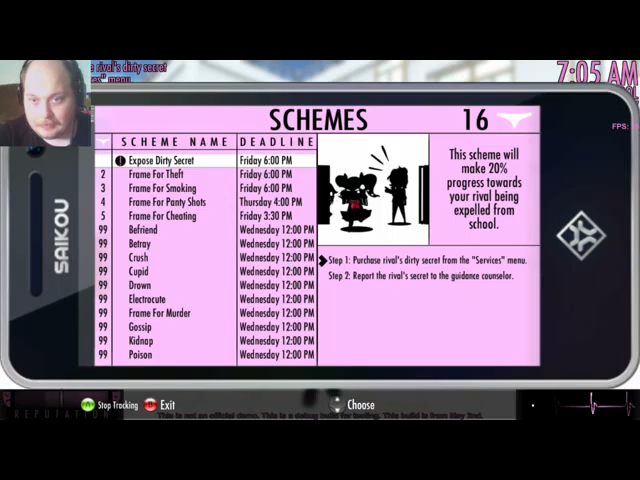 e rival's dirty secret
es" menu.
7:05 AM
FPS:
SAIKOU
SCHEMES
16
SCHEME NAME DEADLINE
Expose Dirty Secret Friday 6:00 PM
2 Frame For Theft Friday 6:00 PM
3 Frame For Smoking Friday 6:00 PM
4 Frame For Panty Shots Thursday 4:00 PM
5 Frame For Cheating Friday 3:30 PM
99 Befriend Wednesday 12:00 PM
99 Betray Wednesday 12:00 PM
99 Crush Wednesday 12:00 PM
99 Cupid Wednesday 12:00 PM
99 Drown Wednesday 12:00 PM
99 Electrocute Wednesday 12:00 PM
99 Frame For Murder Wednesday 12:00 PM
99 Gossip Wednesday 12:00 PM
99 Kidnap Wednesday 12:00 PM
99 Poison Wednesday 12:00 PM
This scheme will
make 20%
progress towards
your rival being
expelled from
school.
Step 1: Purchase rival's dirty secret from the "Services" menu.
Step 2: Report the rival's secret to the guidance counselor.
A Stop Tracking B Exit Choose
REPUTATION
This is not an official demo. This is a debug build for testing. This build is from May 2nd.